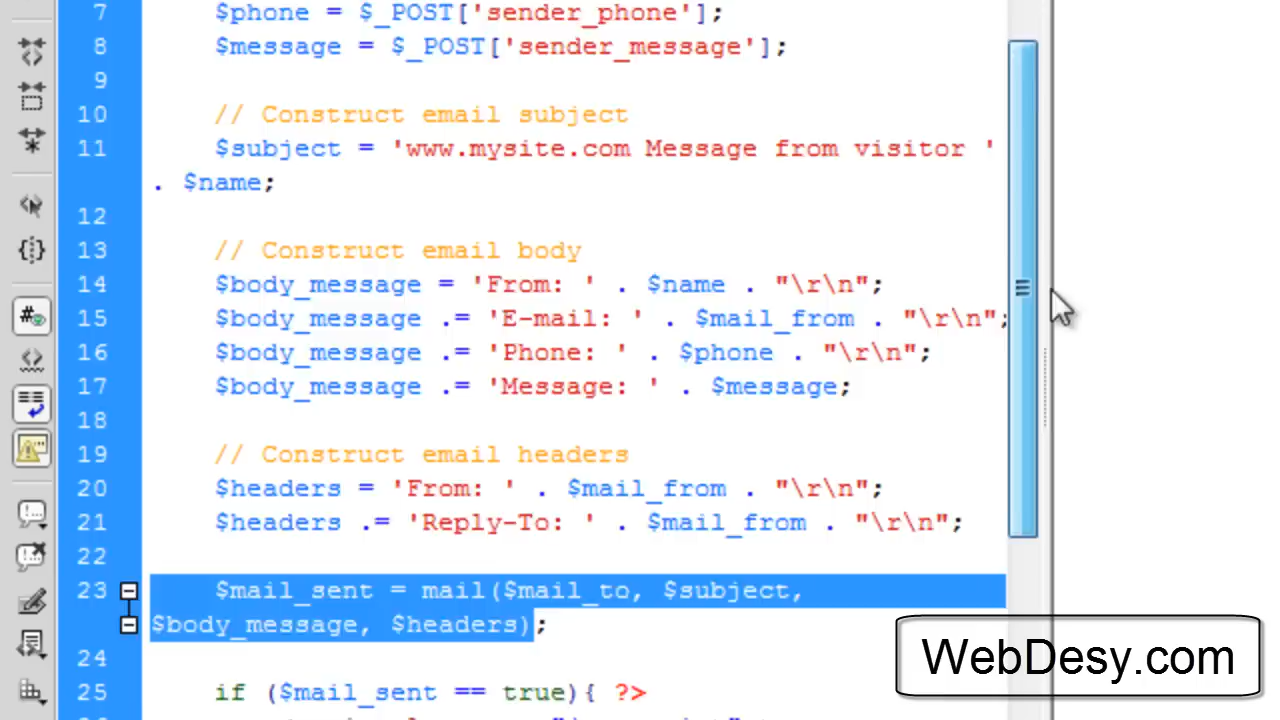 7 $phone = $_POST['sender_phone'];
8 $message = $_POST['sender_message'];
9
10 // Construct email subject
11 $subject = 'www.mysite.com Message from visitor '
. $name;
12
13 // Construct email body
14 $body_message = 'From: ' . $name . "\r\n";
15 $body_message .= 'E-mail: ' . $mail_from . "\r\n";
16 $body_message .= 'Phone: ' . $phone . "\r\n";
17 $body_message .= 'Message: ' . $message;
18
19 // Construct email headers
20 $headers = 'From: ' . $mail_from . "\r\n";
21 $headers .= 'Reply-To: ' . $mail_from . "\r\n";
22
23 $mail_sent = mail($mail_to, $subject,
$body_message, $headers);
24
25 if ($mail_sent == true){ ?>
WebDesy.com